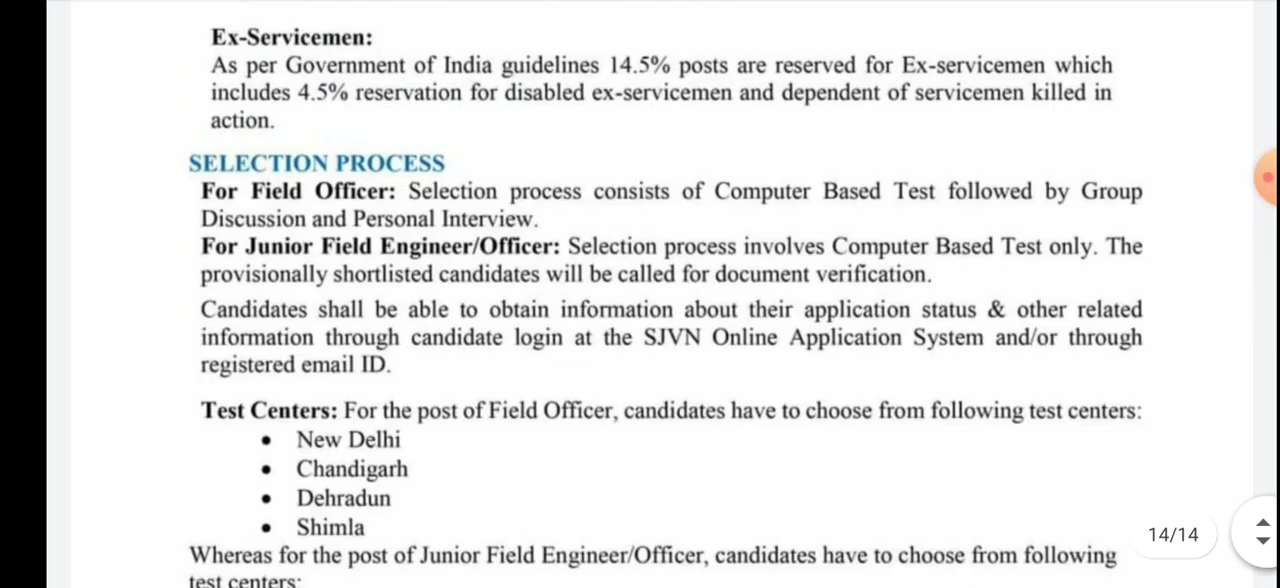 Ex-Servicemen:
As per Government of India guidelines 14.5% posts are reserved for Ex-servicemen which
includes 4.5% reservation for disabled ex-servicemen and dependent of servicemen killed in
action.
SELECTION PROCESS
For Field Officer: Selection process consists of Computer Based Test followed by Group
Discussion and Personal Interview.
For Junior Field Engineer/Officer: Selection process involves Computer Based Test only. The
provisionally shortlisted candidates will be called for document verification.
Candidates shall be able to obtain information about their application status & other related
information through candidate login at the SJVN Online Application System and/or through
registered email ID.
Test Centers: For the post of Field Officer, candidates have to choose from following test centers:
• New Delhi
• Chandigarh
• Dehradun
• Shimla
14/14
Whereas for the post of Junior Field Engineer/Officer, candidates have to choose from following
test centers: